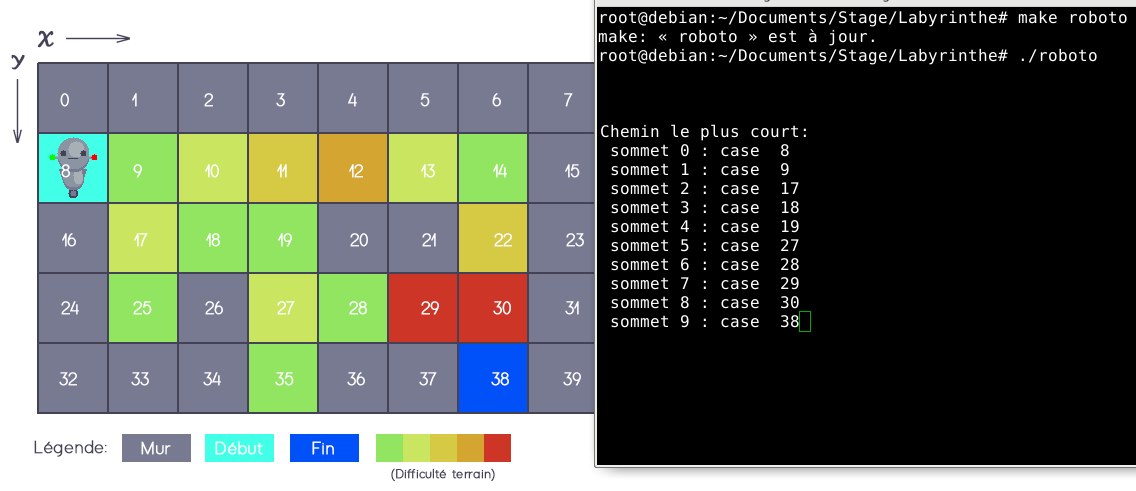 x
y
0 1 2 3 4 5 6 7
8 9 10 11 12 13 14 15
16 17 18 19 20 21 22 23
24 25 26 27 28 29 30 31
32 33 34 35 36 37 38 39
Légende: Mur Début Fin
(Difficulté terrain)
root@debian:~/Documents/Stage/Labyrinthe# make roboto
make: « roboto » est à jour.
root@debian:~/Documents/Stage/Labyrinthe# ./roboto
Chemin le plus court:
sommet 0 : case 8
sommet 1 : case 9
sommet 2 : case 17
sommet 3 : case 18
sommet 4 : case 19
sommet 5 : case 27
sommet 6 : case 28
sommet 7 : case 29
sommet 8 : case 30
sommet 9 : case 38